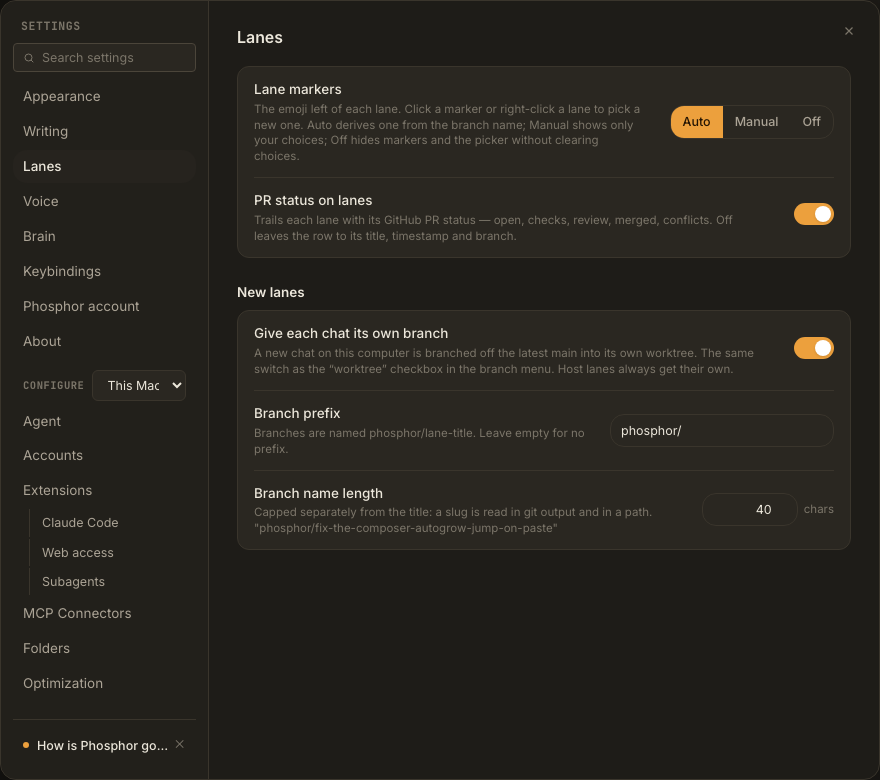 SETTINGS
Search settings
Appearance
Writing
Lanes
Voice
Brain
Keybindings
Phosphor account
About
CONFIGURE This Mac
Agent
Accounts
Extensions
Claude Code
Web access
Subagents
MCP Connectors
Folders
Optimization
How is Phosphor go...
Lanes
Lane markers
The emoji left of each lane. Click a marker or right-click a lane to pick a
new one. Auto derives one from the branch name; Manual shows only
your choices; Off hides markers and the picker without clearing
choices.
Auto Manual Off
PR status on lanes
Trails each lane with its GitHub PR status — open, checks, review, merged, conflicts. Off
leaves the row to its title, timestamp and branch.
New lanes
Give each chat its own branch
A new chat on this computer is branched off the latest main into its own worktree. The same
switch as the “worktree” checkbox in the branch menu. Host lanes always get their own.
Branch prefix
Branches are named phosphor/lane-title. Leave empty for no
prefix.
phosphor/
Branch name length
Capped separately from the title: a slug is read in git output and in a path.
"phosphor/fix-the-composer-autogrow-jump-on-paste"
40 chars